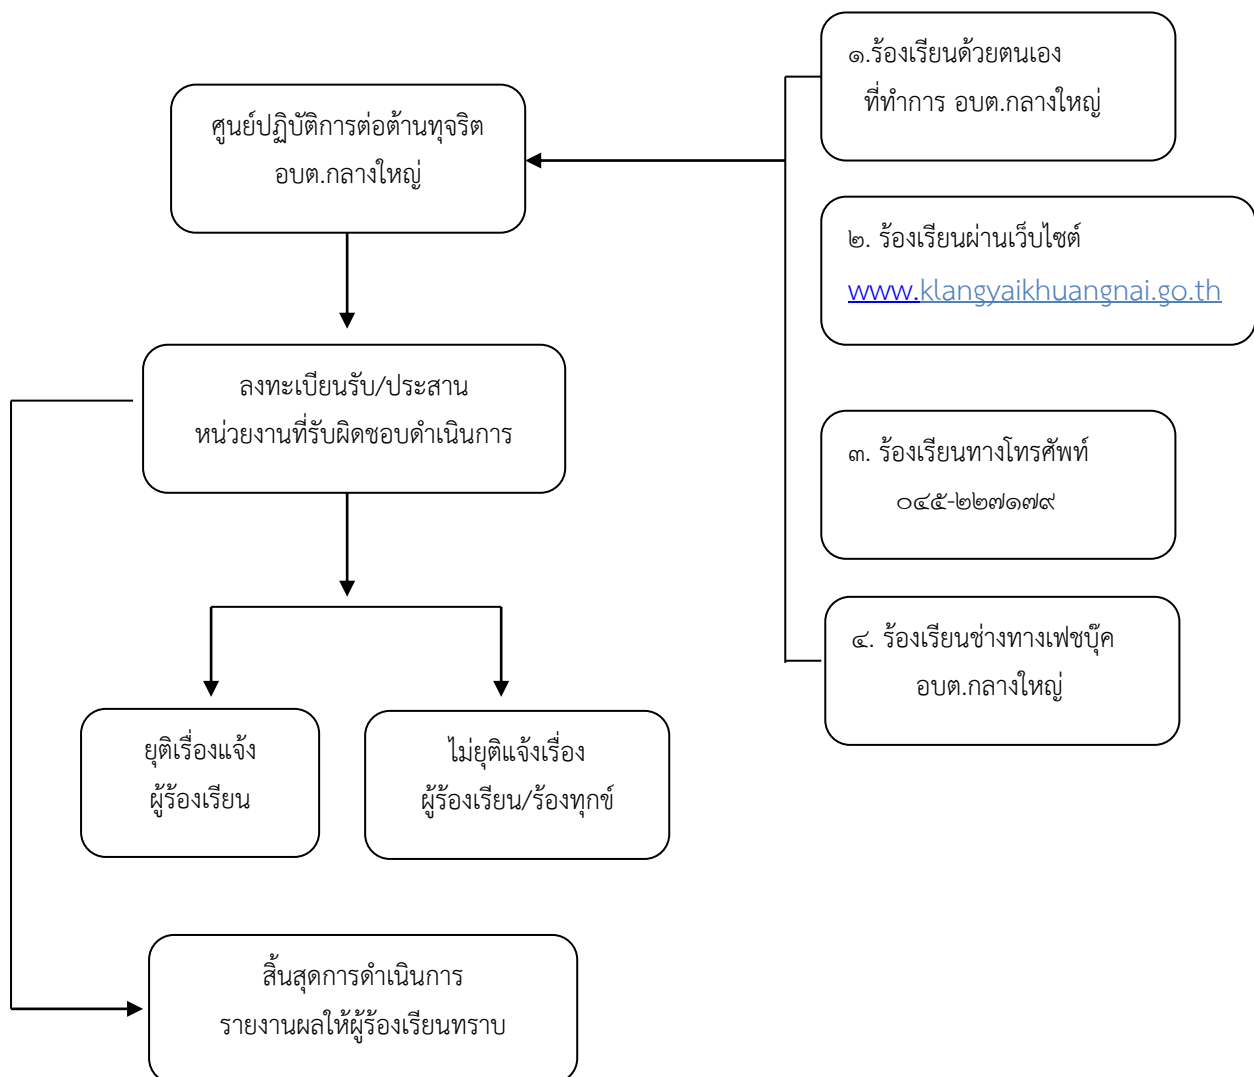 ศูนย์ปฏิบัติการต่อต้านทุจริต
อบต.กลางใหญ่
๑.ร้องเรียนด้วยตนเอง
ที่ทำการ อบต.กลางใหญ่
๒. ร้องเรียนผ่านเว็บไซต์
www.klangyaikhuangnai.go.th
๓. ร้องเรียนทางโทรศัพท์
๐๔๕-๒๒๗๑๗๙
๔. ร้องเรียนช่างทางเฟชบุ๊ค
อบต.กลางใหญ่
ลงทะเบียนรับ/ประสาน
หน่วยงานที่รับผิดชอบดำเนินการ
ยุติเรื่องแจ้ง
ผู้ร้องเรียน
ไม่ยุติแจ้งเรื่อง
ผู้ร้องเรียน/ร้องทุกข์
สิ้นสุดการดำเนินการ
รายงานผลให้ผู้ร้องเรียนทราบ